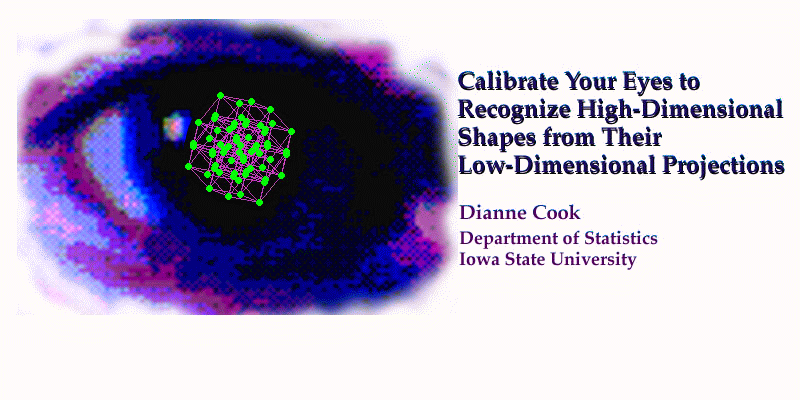 Calibrate Your Eyes to
Recognize High-Dimensional
Shapes from Their
Low-Dimensional Projections
Dianne Cook
Department of Statistics
Iowa State University